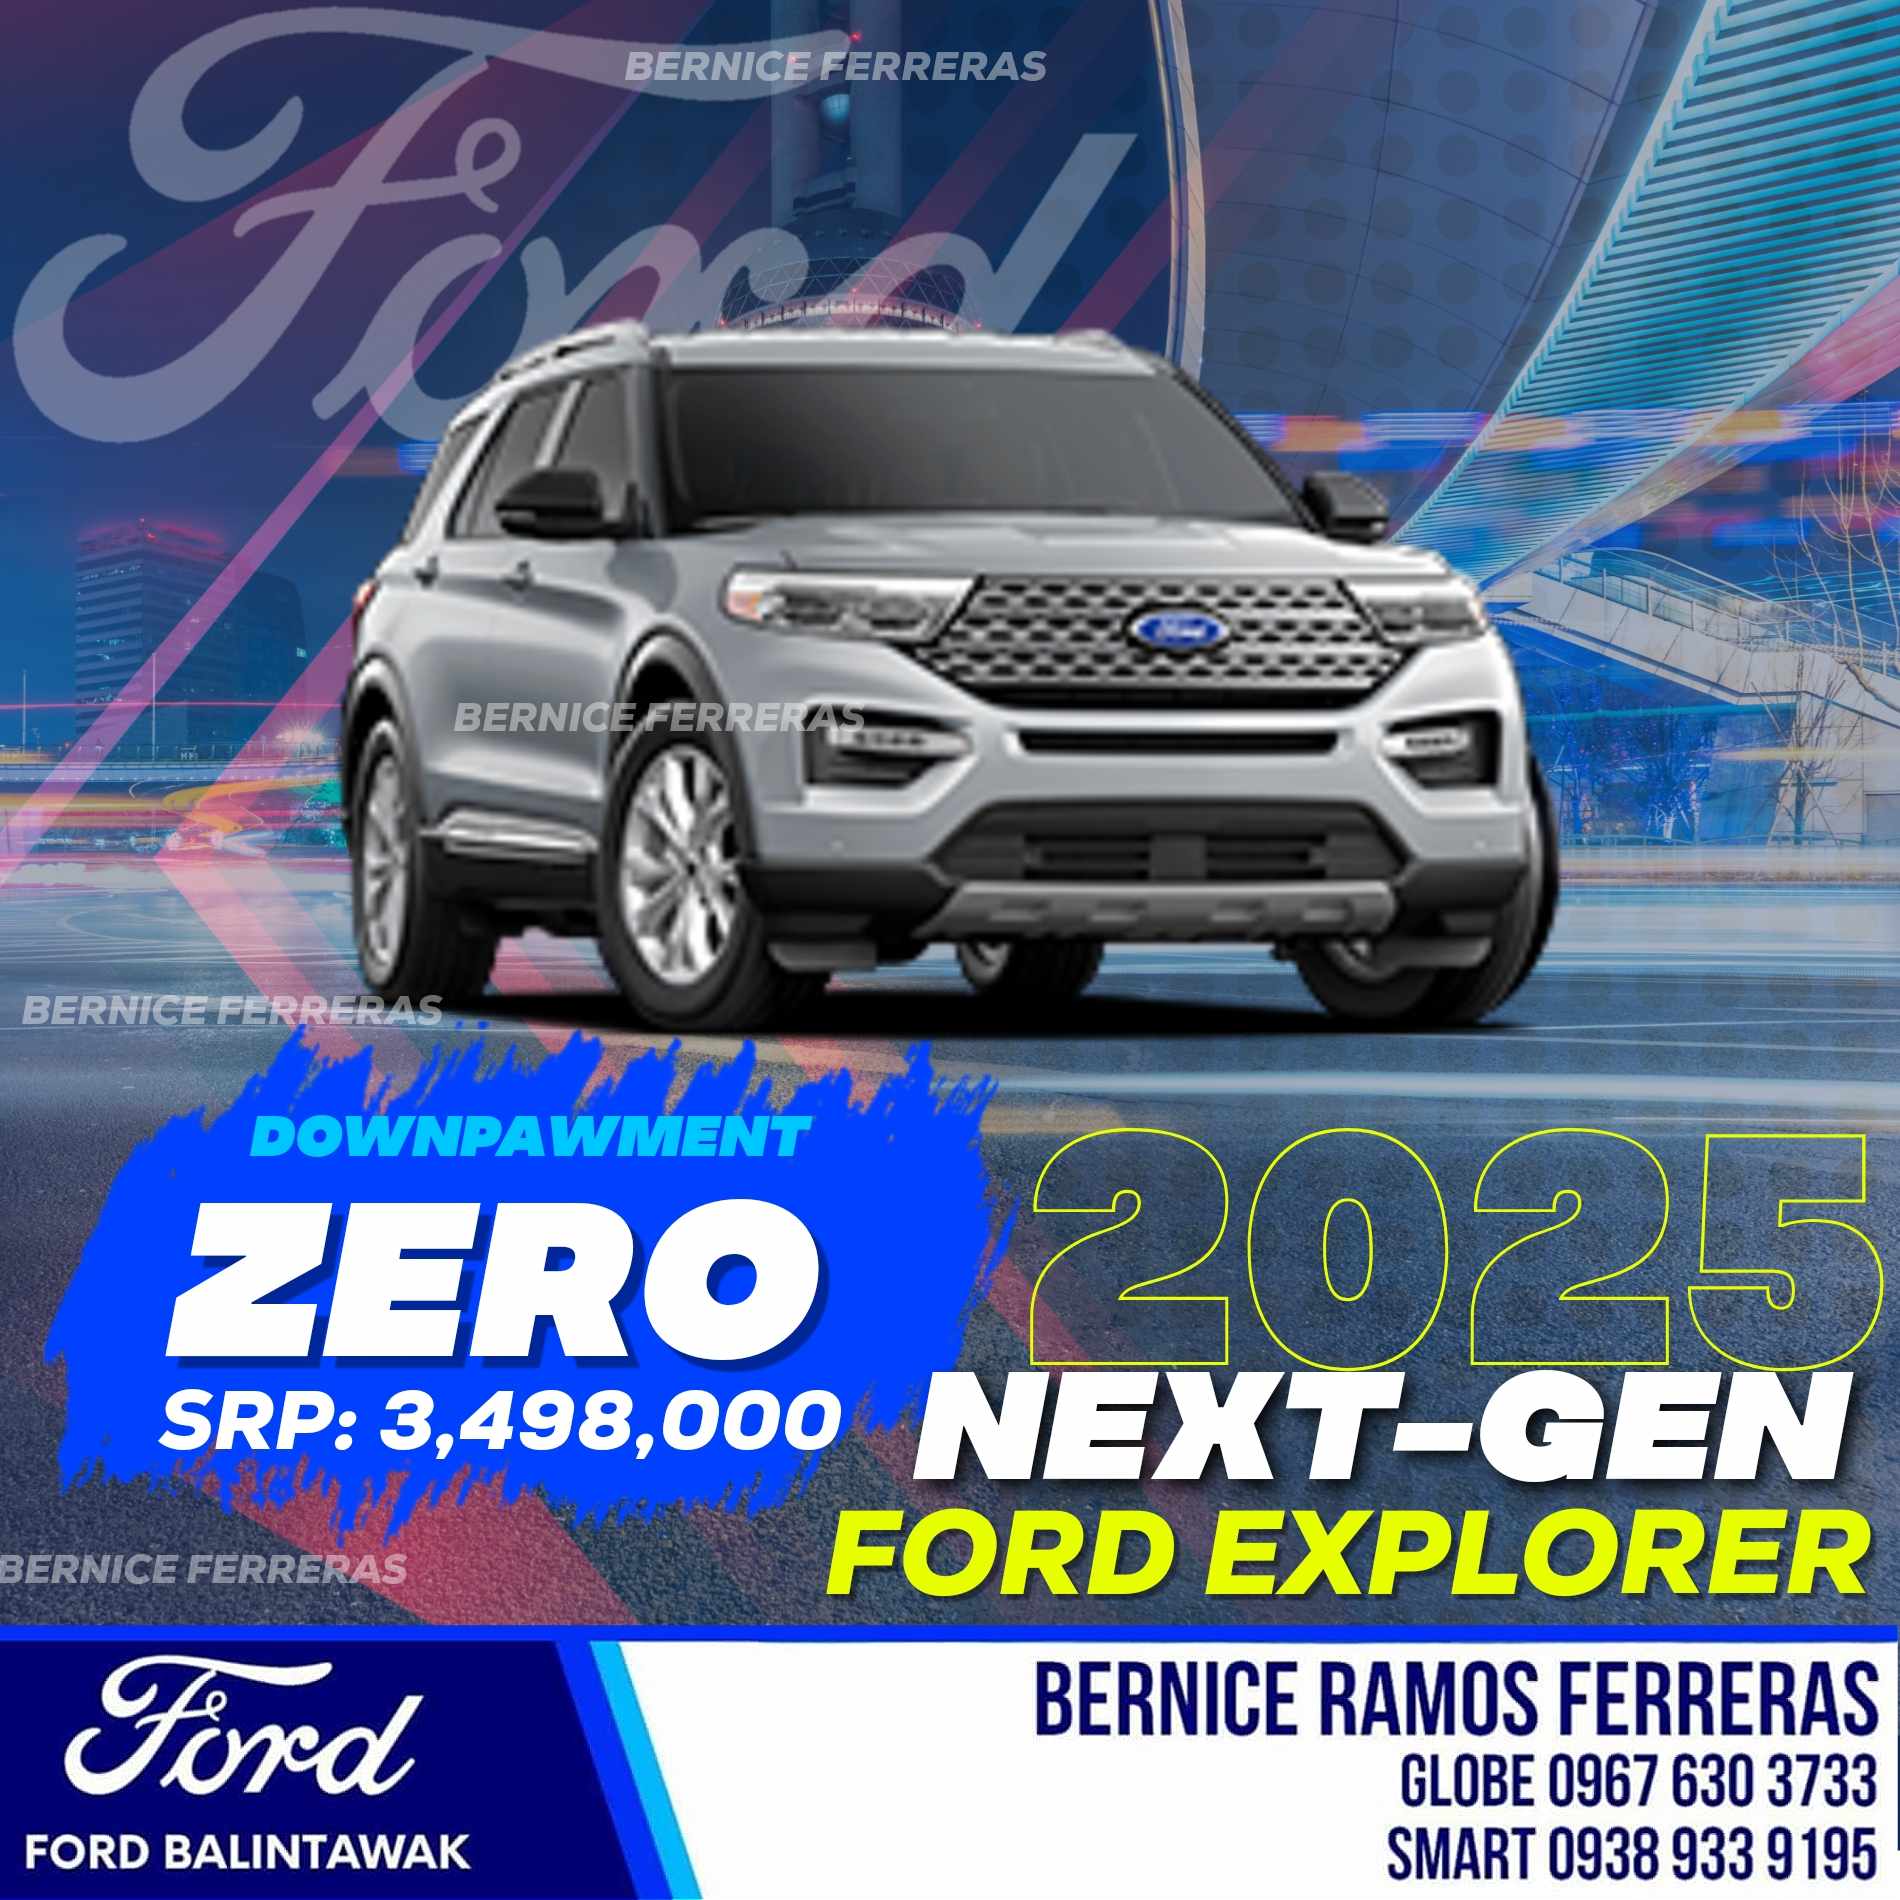 Ford
BERNICE FERRERAS
Ford
BERNICE FERRERAS
BERNICE FERRERAS
DOWNPAWMENT
ZERO
SRP: 3,498,000
2025
NEXT-GEN
FORD EXPLORER
BERNICE FERRERAS
Ford
FORD BALINTAWAK
BERNICE RAMOS FERRERAS
GLOBE 0967 630 3733
SMART 0938 933 9195